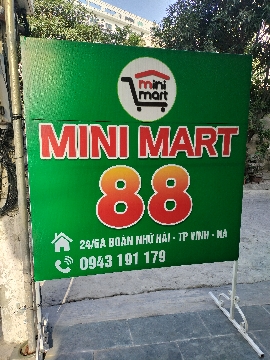 mini
mart
MINI MART
88
24/6A ĐOÀN NHỮ HÀI - TP VINH - NA
0943 191 179